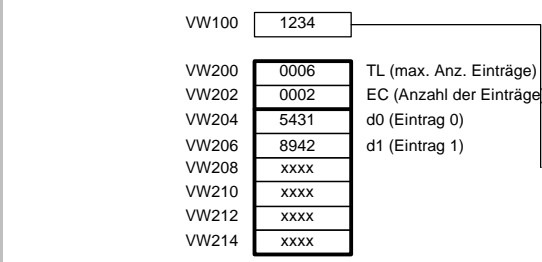 VW100 1234
VW200 0006 TL (max. Anz. Einträge)
VW202 0002 EC (Anzahl der Einträge
VW204 5431 d0 (Eintrag 0)
VW206 8942 d1 (Eintrag 1)
VW208 xxxx
VW210 xxxx
VW212 xxxx
VW214 xxxx